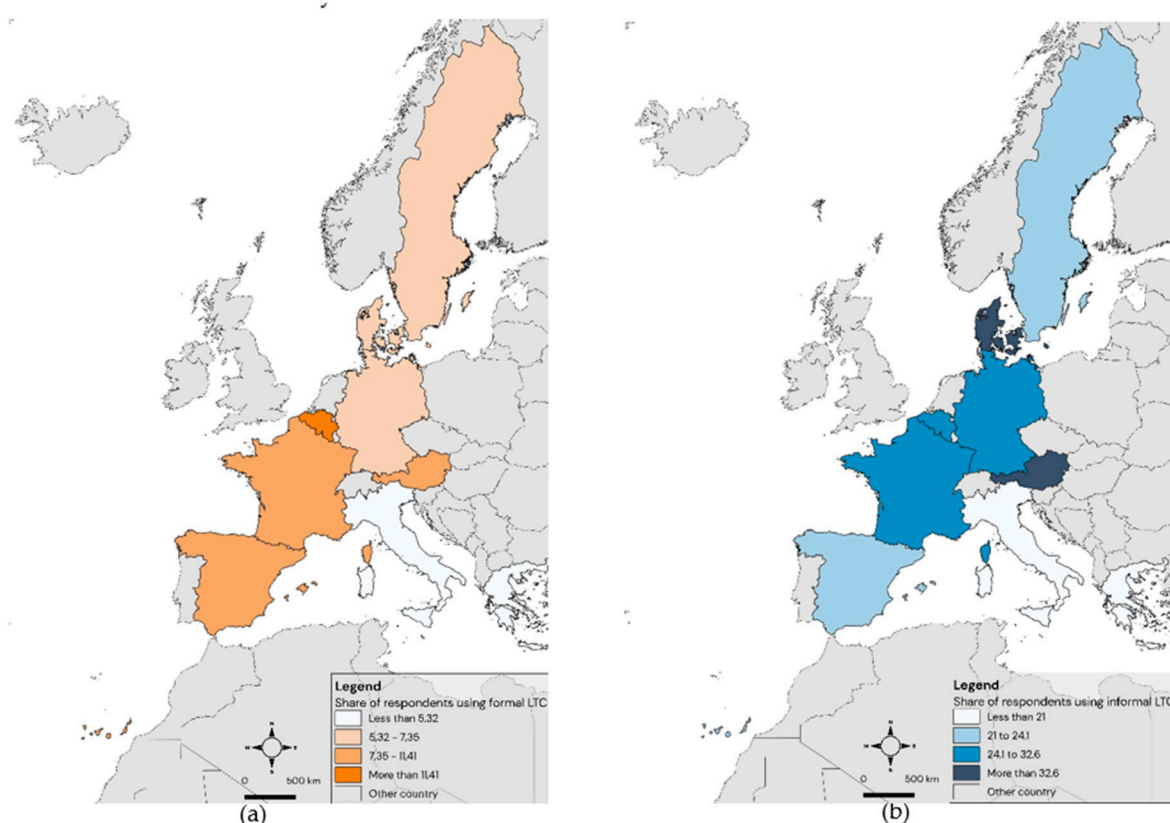 Legend
Share of respondents using formal LTC
Less than 5,32
5,32 - 7,35
7,35 - 11,41
More than 11,41
Other country
N
W E
S
0 500 km
(a)
Legend
Share of respondents using informal LTC
Less than 21
21 to 24.1
24.1 to 32.6
More than 32.6
Other country
N
W E
S
0 500 km
(b)